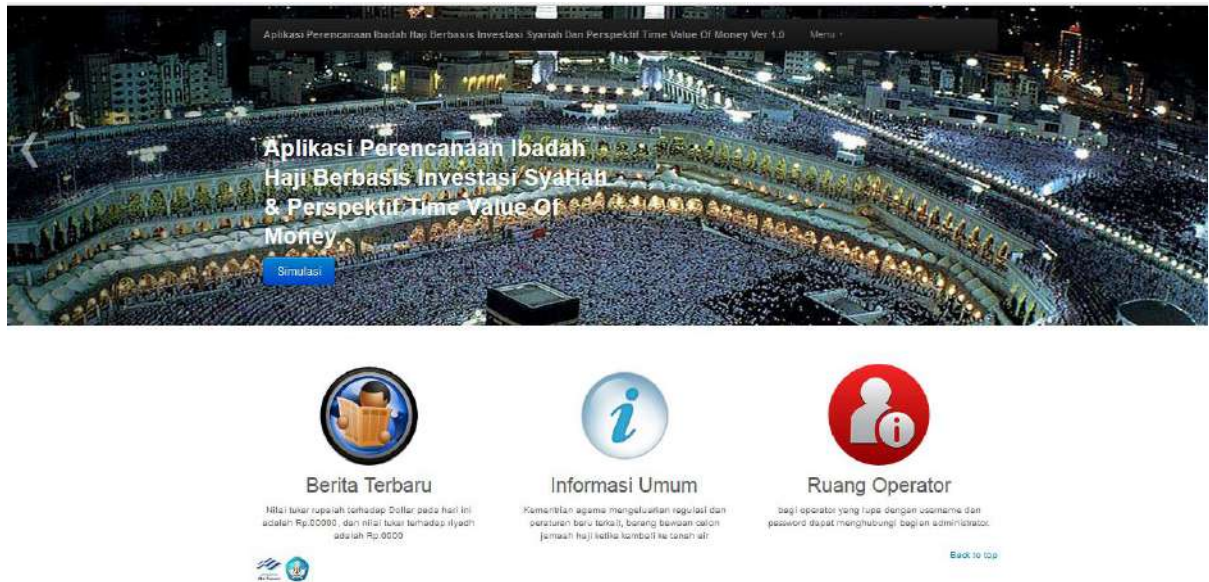 Aplikasi Perencanaan Ibadah Haji Berbasis Investasi Syariah Dan Perspektif Time Value Of Money Ver 1.0 Menu
Aplikasi Perencanaan Ibadah
Haji Berbasis Investasi Syariah
& Perspektif Time Value Of
Money.
Simulasi
Berita Terbaru
Nilai tukar rupaiah terhadap Dollar pada hari ini
adalah Rp.00000, dan nilai tukar terhadap riyadh
adalah Rp.0000
Informasi Umum
Kementrian agama mengeluarkan regulasi dan
peraturan baru terkait, barang bawaan calon
jamaah haji ketika kembali ke tanah air
Ruang Operator
bagi operator yang lupa dengan username dan
password dapat menghubungi bagian administrator.
Back to top